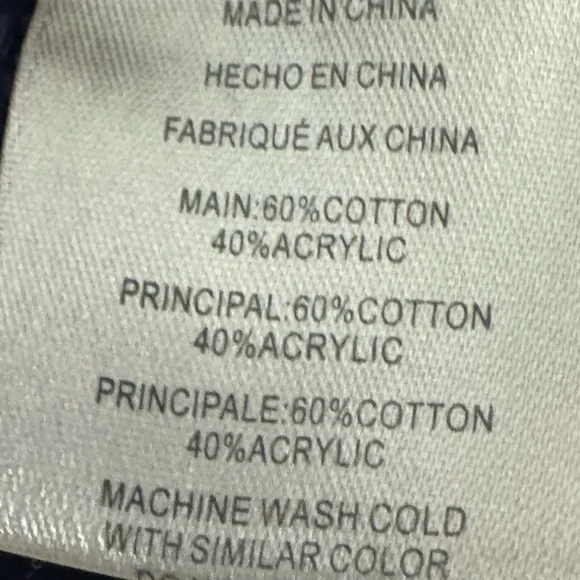 MADE IN CHINA
HECHO EN CHINA
FABRIQUÉ AUX CHINA
MAIN:60%COTTON
40%ACRYLIC
PRINCIPAL:60%COTTON
40%ACRYLIC
PRINCIPALE:60%COTTON
40%ACRYLIC
MACHINE WASH COLD
WITH SIMILAR COLOR